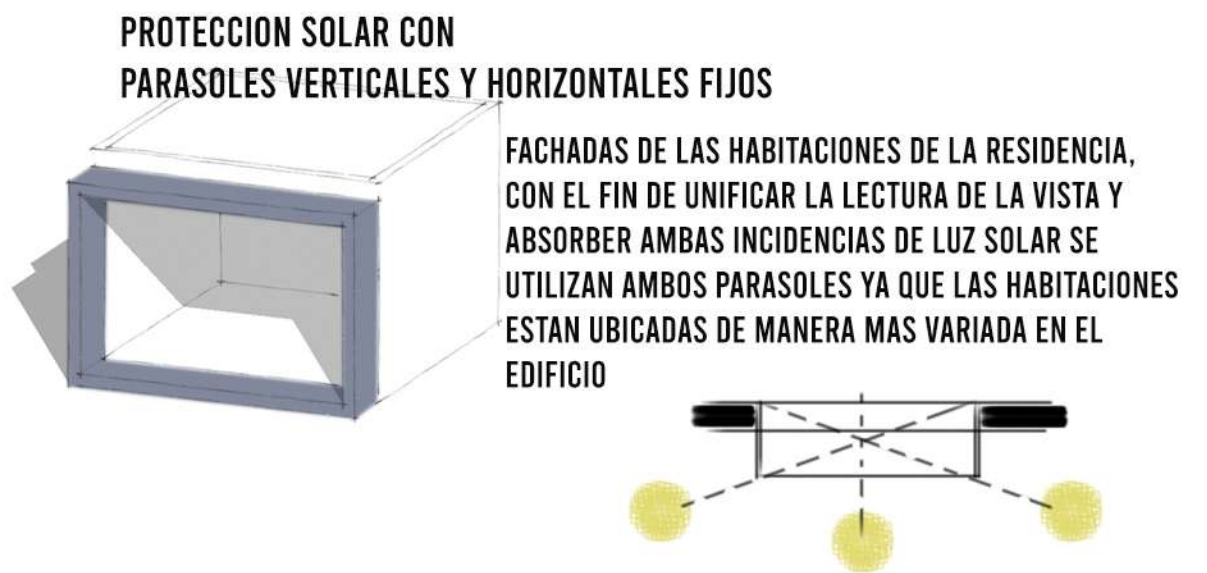 PROTECCION SOLAR CON
PARASOLES VERTICALES Y HORIZONTALES FIJOS
FACHADAS DE LAS HABITACIONES DE LA RESIDENCIA,
CON EL FIN DE UNIFICAR LA LECTURA DE LA VISTA Y
ABSORBER AMBAS INCIDENCIAS DE LUZ SOLAR SE
UTILIZAN AMBOS PARASOLES YA QUE LAS HABITACIONES
ESTAN UBICADAS DE MANERA MAS VARIADA EN EL
EDIFICIO